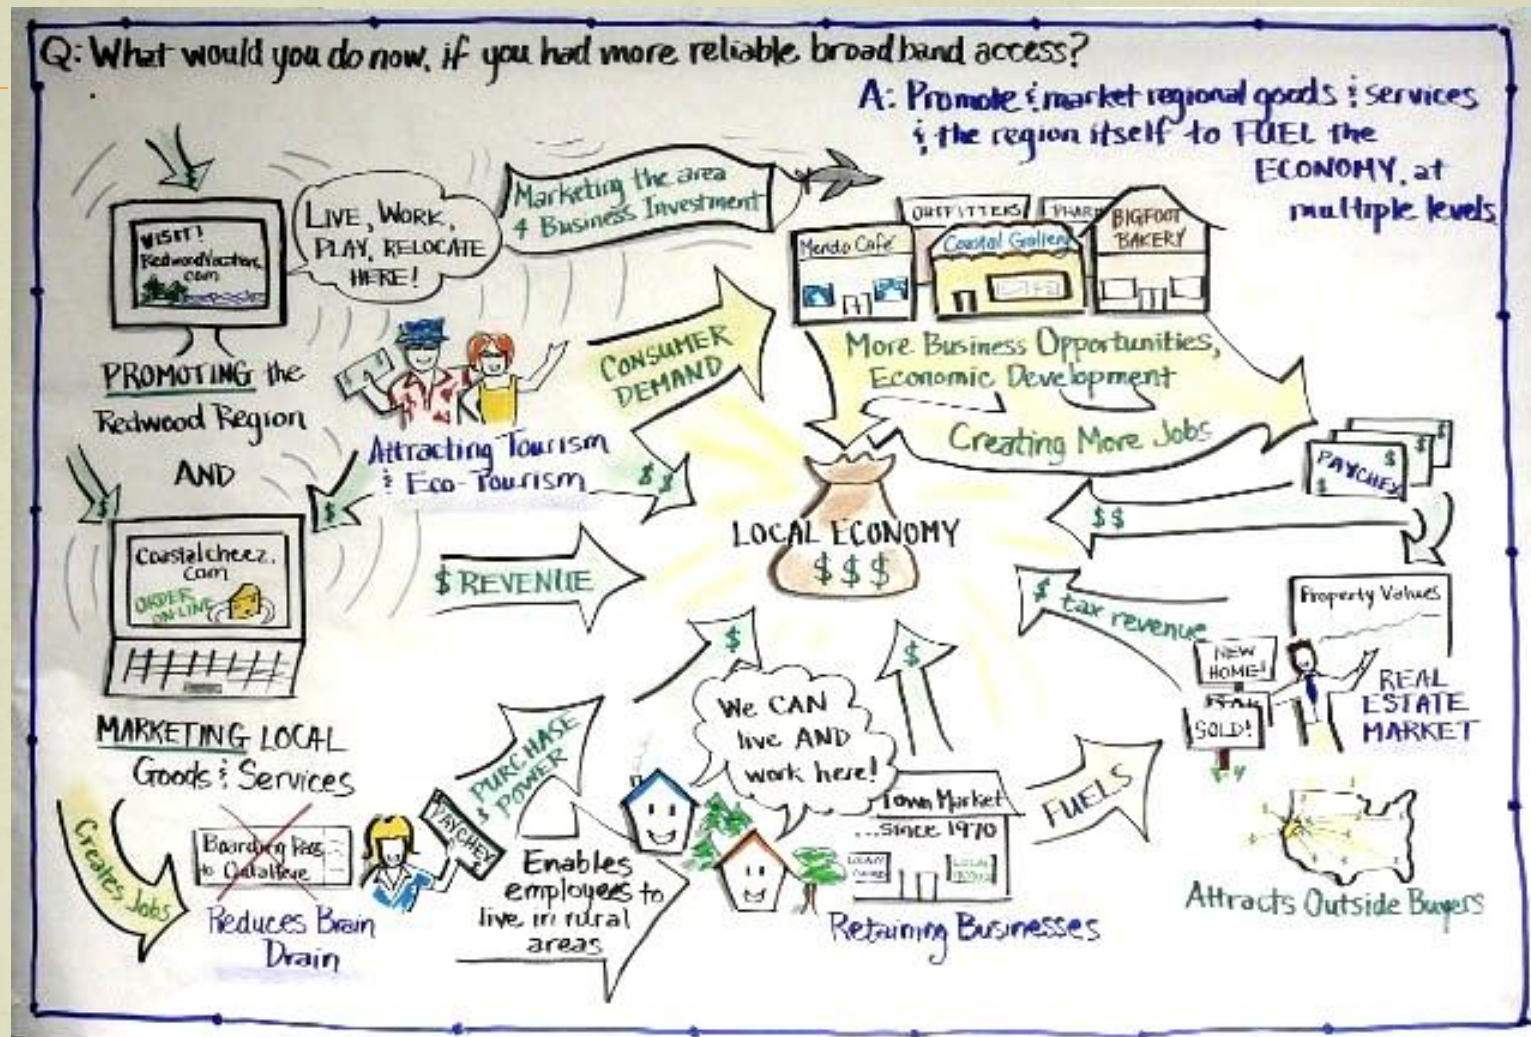 Q: What would you do now, if you had more reliable broadband access?
A: Promote & market regional goods & services
& the region itself to FUEL the
ECONOMY, at
multiple levels
VISIT!
RedwoodVacations.
com
LIVE, WORK,
PLAY, RELOCATE
HERE!
Marketing the area
4 Business Investment
OUTFITTERS
PHAR
Mendo Café
Coastal Gallery
BIGFOOT
BAKERY
PROMOTING the
Redwood Region
AND
CONSUMER
DEMAND
More Business Opportunities,
Economic Development
Creating More Jobs
Attracting Tourism
& Eco-Tourism
$
$$
PAYCHEX
$
$
$
$$
LOCAL ECONOMY
$$$
Coastalcheez.
com
ORDER
ON-LINE
$ REVENUE
$ tax revenue
Property Values
NEW
HOME!
SOLD!
REAL
ESTATE
MARKET
MARKETING LOCAL
Goods & Services
$
$
We CAN
live AND
work here!
PURCHASE
$ POWER
PAYCHEX
Town Market
...since 1970
LOCAL
FUELS
Creates Jobs
Boarding Pass
to
Reduces Brain
Drain
Enables
employees to
live in rural
areas
Retaining Businesses
Attracts Outside Buyers